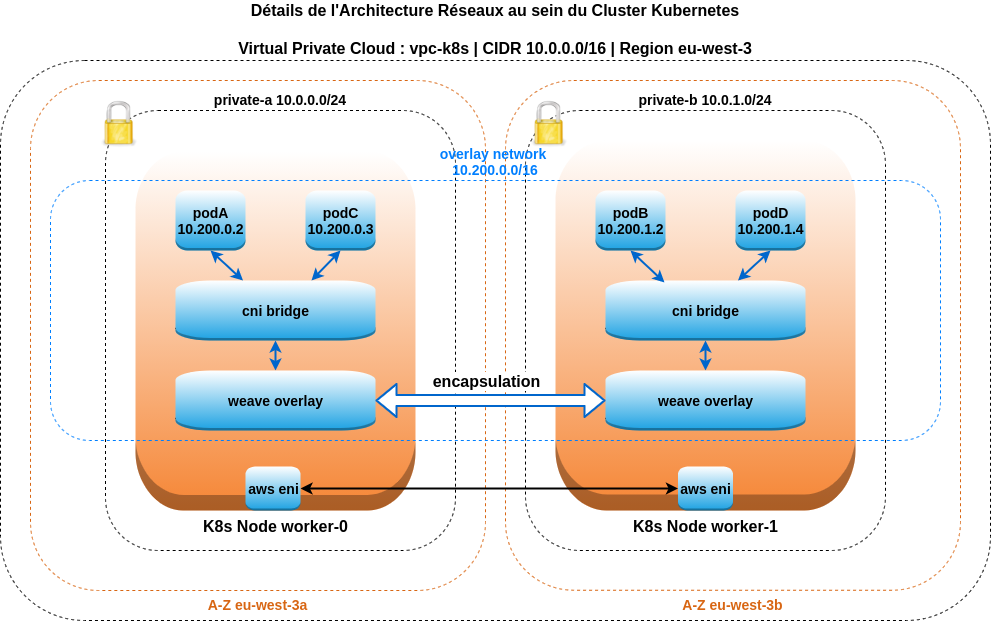 Détails de l'Architecture Réseaux au sein du Cluster Kubernetes
Virtual Private Cloud : vpc-k8s | CIDR 10.0.0.0/16 | Region eu-west-3
private-a 10.0.0.0/24
private-b 10.0.1.0/24
overlay network
10.200.0.0/16
podA
10.200.0.2
podC
10.200.0.3
podB
10.200.1.2
podD
10.200.1.4
cni bridge
cni bridge
encapsulation
weave overlay
weave overlay
aws eni
aws eni
K8s Node worker-0
K8s Node worker-1
A-Z eu-west-3a
A-Z eu-west-3b